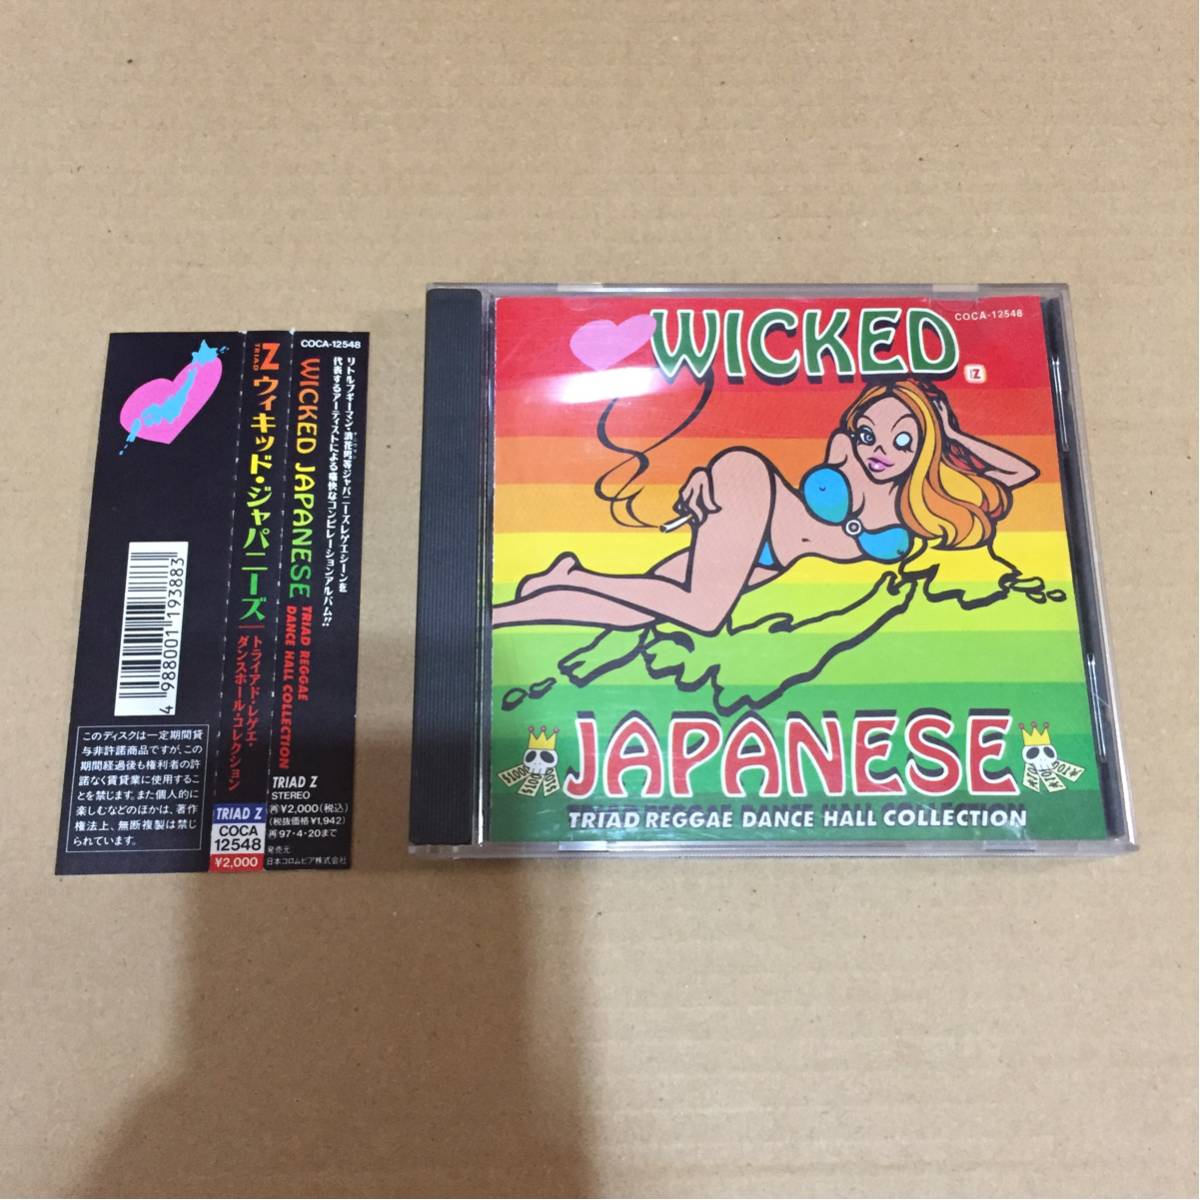 このディスクは一定期間貸
与非許諾商品ですが、この
期間経過後も権利者の許
諾なく賃貸業に使用するこ
とを禁じます。また個人的に
楽しむなどのほかは、著作
権法上、無断複製は禁じ
られています。
4 988001 193883
Z
TRIAD
ウィキッド・ジャパニーズ
トライアド・レゲエ・
ダンスホール・コレクション
TRIAD Z
COCA
12548
¥2,000
COCA-12548
リトルブギーマン・浪花男等ジャパニーズレゲエシーンを
代表するアーティストによる痛快なコンピレーションアルバム!!
WICKED JAPANESE
TRIAD REGGAE
DANCE HALL COLLECTION
TRIAD Z
STEREO
㊢¥2,000(税込)
(税抜価格¥1,942)
㊢97・4・20まで
発売元
日本コロムビア株式会社
WICKED
COCA-12548
Z
JAPANESE
TRIAD REGGAE DANCE HALL COLLECTION